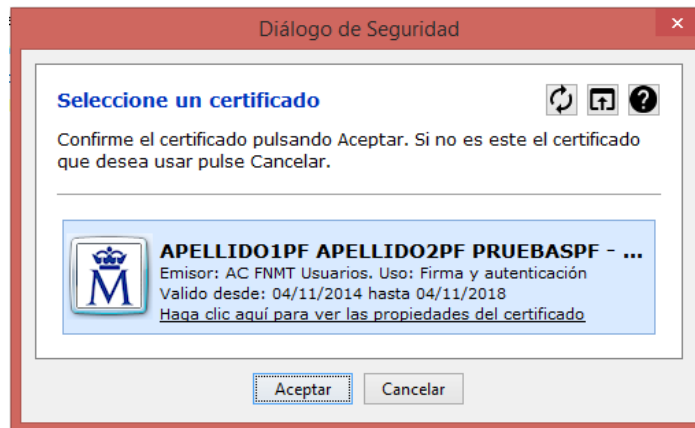 Diálogo de Seguridad
Seleccione un certificado
Confirme el certificado pulsando Aceptar. Si no es este el certificado
que desea usar pulse Cancelar.
M
APELLIDO1PF APELLIDO2PF PRUEBASPF - ...
Emisor: AC FNMT Usuarios. Uso: Firma y autenticación
Valido desde: 04/11/2014 hasta 04/11/2018
Haga clic aquí para ver las propiedades del certificado
Aceptar Cancelar